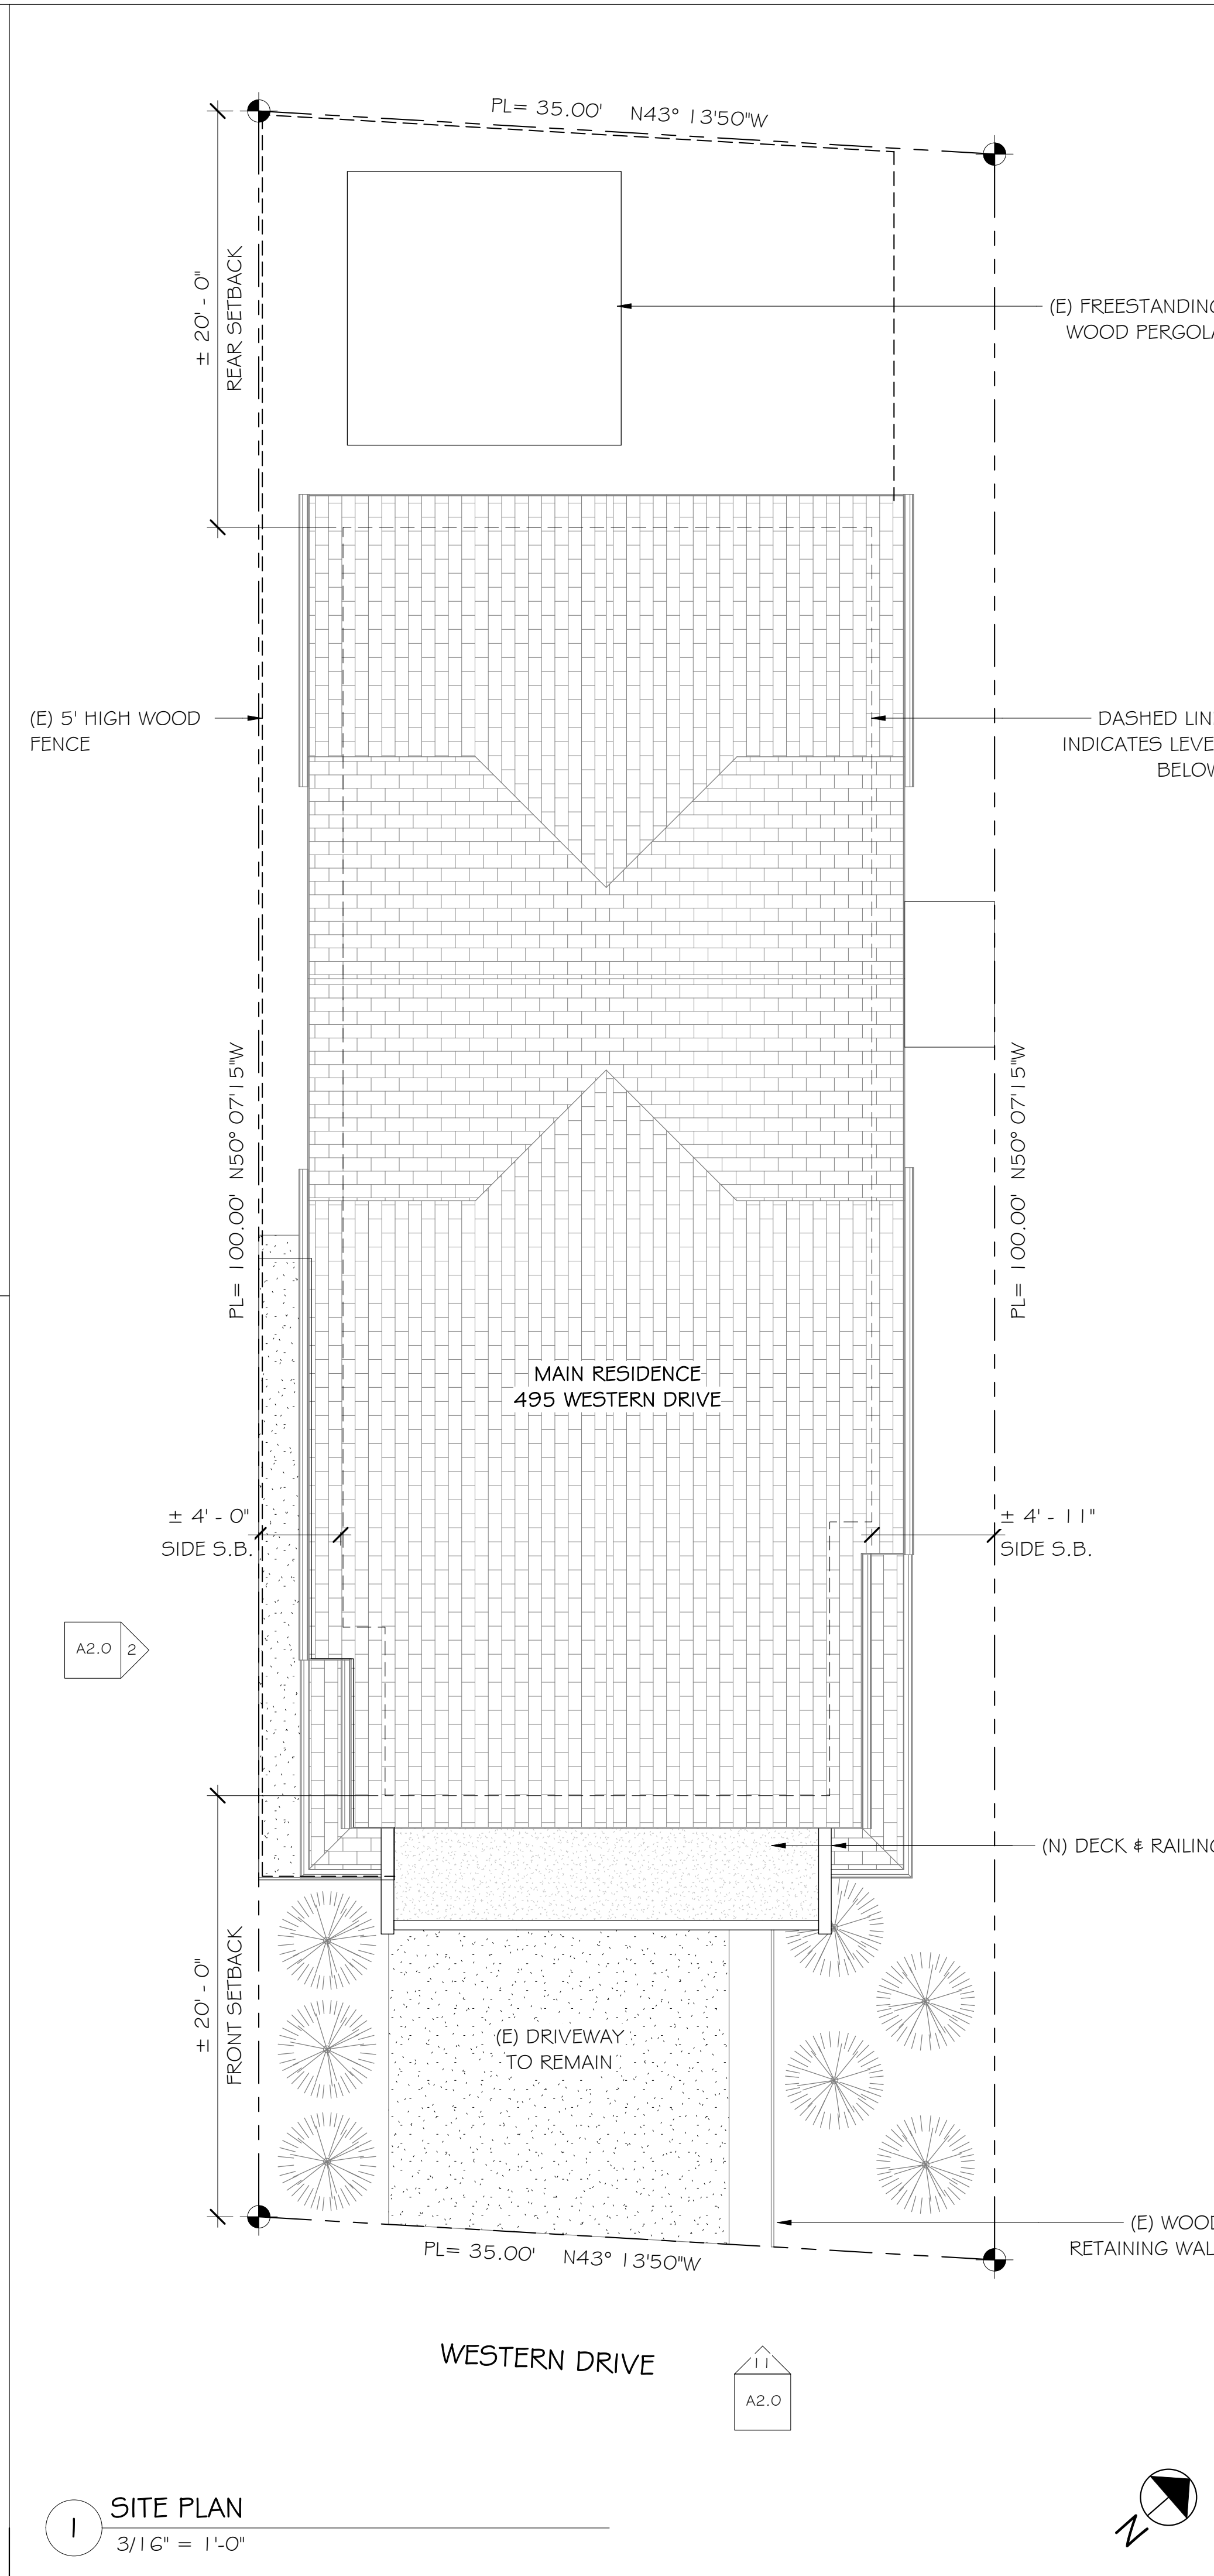 PL= 35.00' N43° 13'50"W
± 20' - 0"
REAR SETBACK
(E) FREESTANDING
WOOD PERGOLA
(E) 5' HIGH WOOD
FENCE
DASHED LIN
INDICATES LEVE
BELOW
PL= 100.00' N50° 07'15"W
PL= 100.00' N50° 07'15"W
MAIN RESIDENCE
495 WESTERN DRIVE
± 4' - 0"
SIDE S.B.
± 4' - 11"
SIDE S.B.
A2.0 2
(N) DECK & RAILING
± 20' - 0"
FRONT SETBACK
(E) DRIVEWAY
TO REMAIN
(E) WOOD
RETAINING WAL
PL= 35.00' N43° 13'50"W
WESTERN DRIVE
11
A2.0
N
1
SITE PLAN
3/16" = 1'-0"